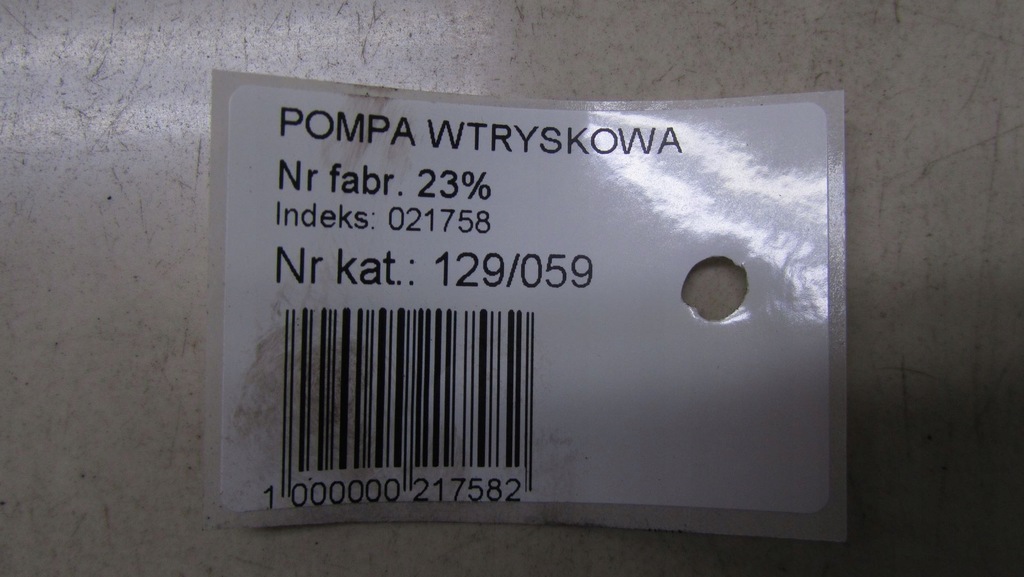 POMPA WTRYSKOWA
Nr fabr. 23%
Indeks: 021758
Nr kat.: 129/059
1 000000 217582